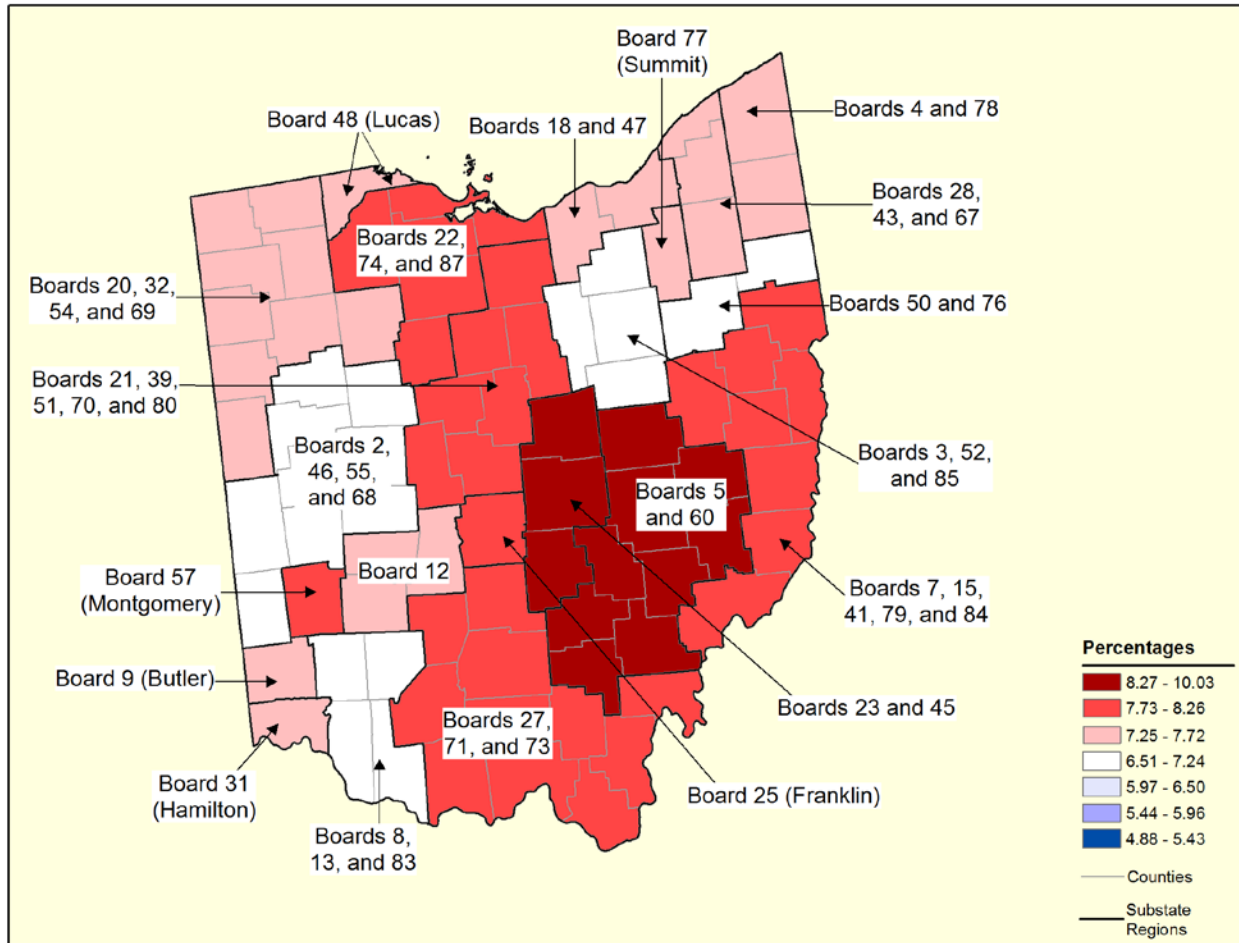 Board 77
(Summit)
Boards 4 and 78
Board 48 (Lucas)
Boards 18 and 47
Boards 28,
43, and 67
Boards 22,
74, and 87
Boards 20, 32,
54, and 69
Boards 50 and 76
Boards 21, 39,
51, 70, and 80
Boards 2,
46, 55,
and 68
Boards 3, 52,
and 85
Boards 5
and 60
Board 12
Board 57
(Montgomery)
Boards 7, 15,
41, 79, and 84
Board 9 (Butler)
Boards 23 and 45
Boards 27,
71, and 73
Board 31
(Hamilton)
Board 25 (Franklin)
Boards 8,
13, and 83
Percentages
8.27 - 10.03
7.73 - 8.26
7.25 - 7.72
6.51 - 7.24
5.97 - 6.50
5.44 - 5.96
4.88 - 5.43
Counties
Substate
Regions